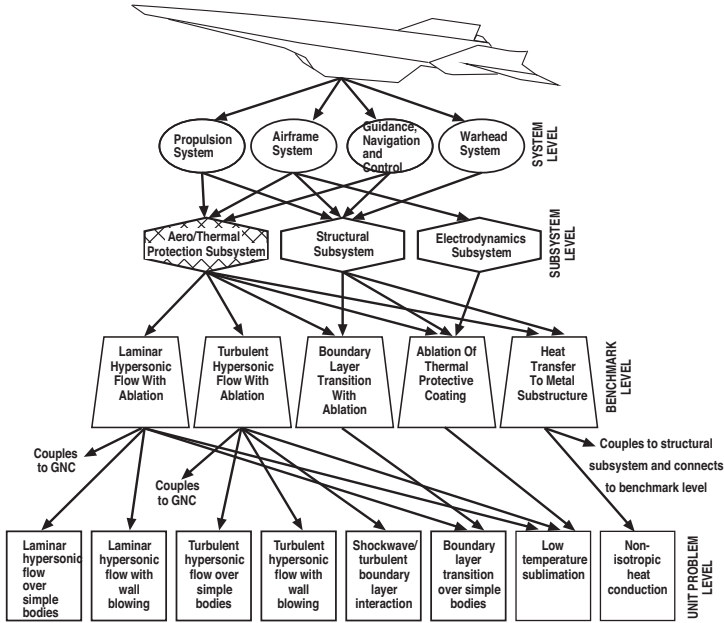 Propulsion
System
Airframe
System
Guidance,
Navigation
and
Control
Warhead
System
SYSTEM
LEVEL
Aero/Thermal
Protection Subsystem
Structural
Subsystem
Electrodynamics
Subsystem
SUBSYSTEM
LEVEL
Laminar
Hypersonic
Flow With
Ablation
Turbulent
Hypersonic
Flow With
Ablation
Boundary
Layer
Transition
With
Ablation
Ablation Of
Thermal
Protective
Coating
Heat
Transfer
To Metal
Substructure
BENCHMARK
LEVEL
Couples
to GNC
Couples
to GNC
Couples to structural
subsystem and connects
to benchmark level
Laminar
hypersonic
flow
over
simple
bodies
Laminar
hypersonic
flow with
wall
blowing
Turbulent
hypersonic
flow over
simple
bodies
Turbulent
hypersonic
flow with
wall
blowing
Shockwave/
turbulent
boundary
layer
interaction
Boundary
layer
transition
over simple
bodies
Low
temperature
sublimation
Non-
isotropic
heat
conduction
UNIT PROBLEM
LEVEL